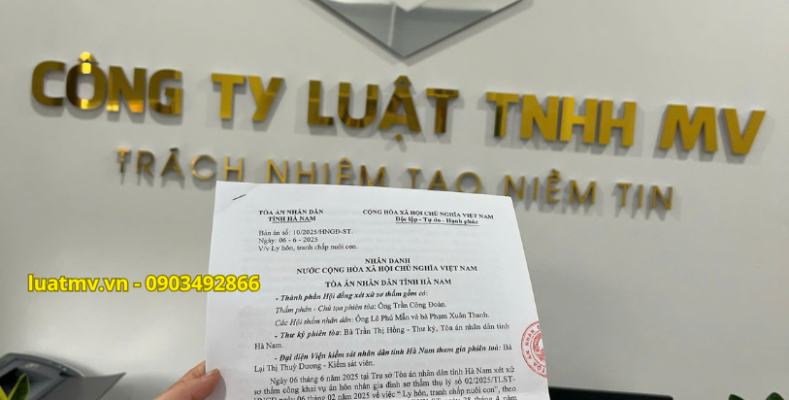 CÔNG TY LUẬT TNHH MV
TRÁCH NHIỆM TẠO NIỀM TIN
luatmv.vn - 0903492866
TÒA ÁN NHÂN DÂN
TỈNH HÀ NAM
CỘNG HÒA XÃ HỘI CHỦ NGHĨA VIỆT NAM
Độc lập - Tự do - Hạnh phúc
Bản án số: 10/2025/HNGĐ-ST.
Ngày: 06 - 6 - 2025
V/v Ly hôn, tranh chấp nuôi con.
NHÂN DANH
NƯỚC CỘNG HÒA XÃ HỘI CHỦ NGHĨA VIỆT NAM
TÒA ÁN NHÂN DÂN TỈNH HÀ NAM
- Thành phần Hội đồng xét xử sơ thẩm gồm có:
Thẩm phán - Chủ tọa phiên tòa: Ông Trần Công Đoàn.
Các Hội thẩm nhân dân: Ông Lê Phú Mẫn và bà Phạm Xuân Thanh.
- Thư ký phiên tòa: Bà Trần Thị Hồng - Thư ký, Tòa án nhân dân tỉnh
Hà Nam.
- Đại diện Viện kiểm sát nhân dân tỉnh Hà Nam tham gia phiên toà: Bà
Lại Thị Thuỳ Dương - Kiểm sát viên.
Ngày 06 tháng 6 năm 2025 tại Trụ sở Tòa án nhân dân tỉnh Hà Nam xét xử
sơ thẩm công khai vụ án hôn nhân gia đình sơ thẩm thụ lý số 02/2025/TLST-
ngày 06 tháng 02 năm 2025 về việc " Ly hôn, tranh chấp nuôi con", theo